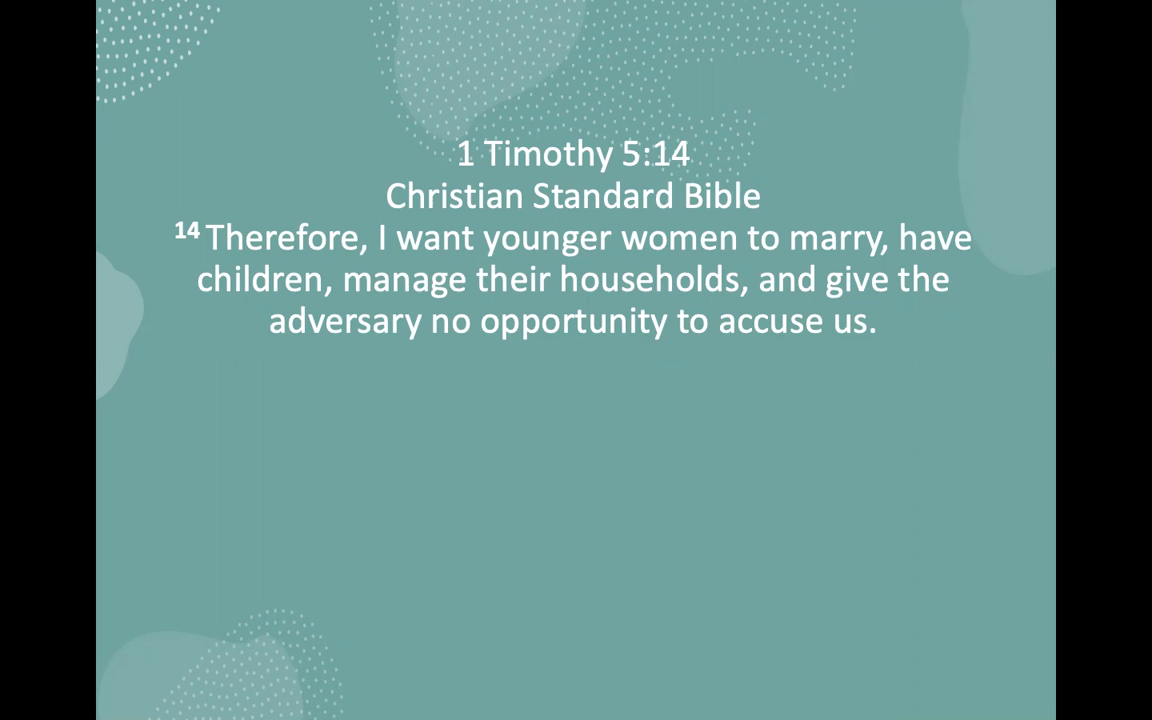 1 Timothy 5:14
Christian Standard Bible
14 Therefore, I want younger women to marry, have
children, manage their households, and give the
adversary no opportunity to accuse us.